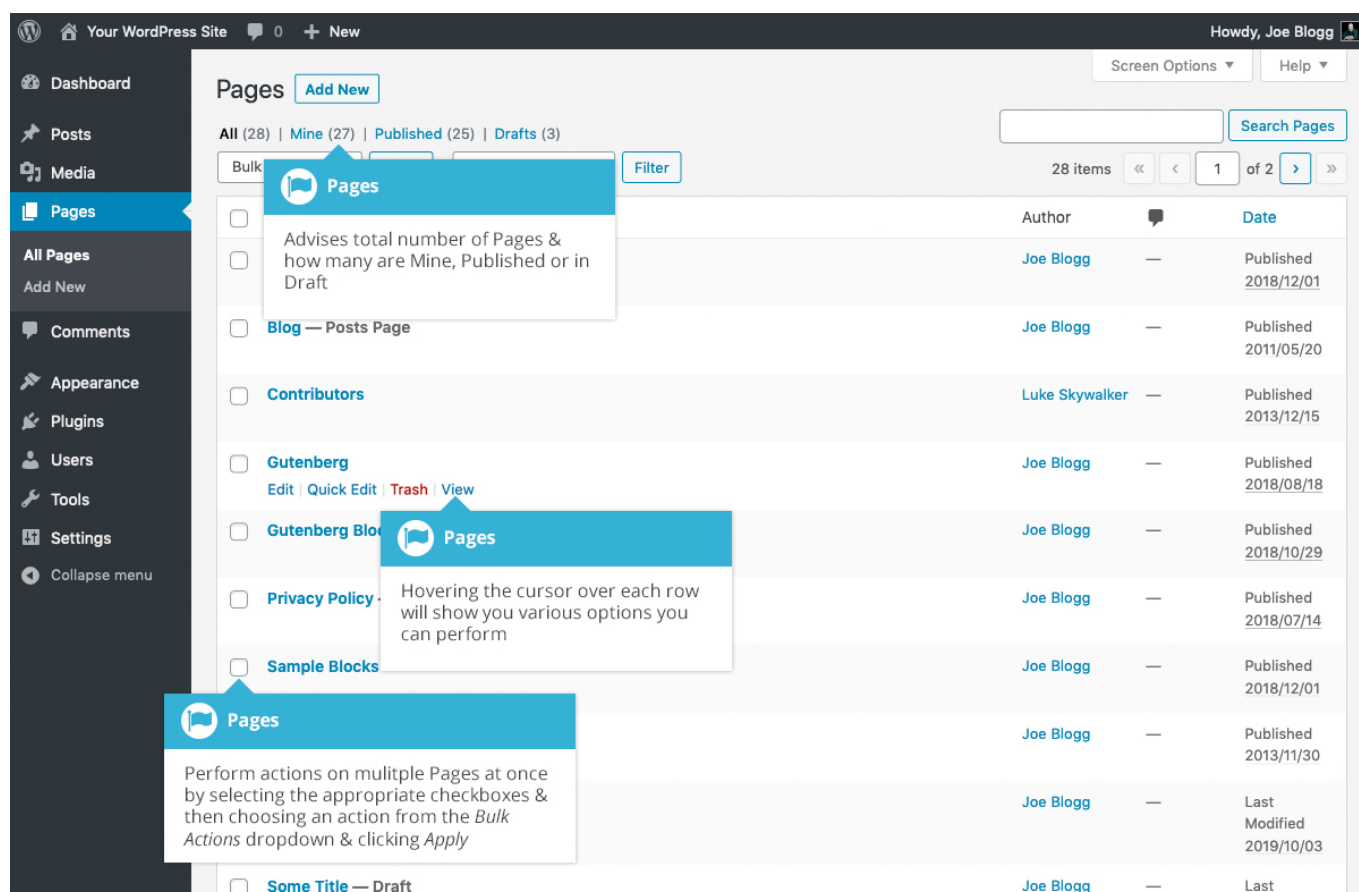 Your WordPress Site 0 + New Howdy, Joe Blogg
Screen Options ▼ Help ▼
Dashboard
Posts
Media
Pages
All Pages
Add New
Comments
Appearance
Plugins
Users
Tools
Settings
Collapse menu
Pages Add New
All (28) | Mine (27) | Published (25) | Drafts (3)
Search Pages
Bulk Filter 28 items « ‹ 1 of 2 › »
Pages
Advises total number of Pages &
how many are Mine, Published or in
Draft
Author Date
Joe Blogg — Published
2018/12/01
Blog — Posts Page Joe Blogg — Published
2011/05/20
Contributors Luke Skywalker — Published
2013/12/15
Gutenberg Joe Blogg — Published
Edit | Quick Edit | Trash | View 2018/08/18
Gutenberg Joe Blogg — Published
2018/10/29
Pages
Hovering the cursor over each row
will show you various options you
can perform
Privacy Policy Joe Blogg — Published
2018/07/14
Sample Blocks Joe Blogg — Published
2018/12/01
Pages
Perform actions on mulitple Pages at once
by selecting the appropriate checkboxes &
then choosing an action from the Bulk
Actions dropdown & clicking Apply
Joe Blogg — Published
2013/11/30
Joe Blogg — Last
Modified
2019/10/03
Some Title — Draft Joe Blogg — Last